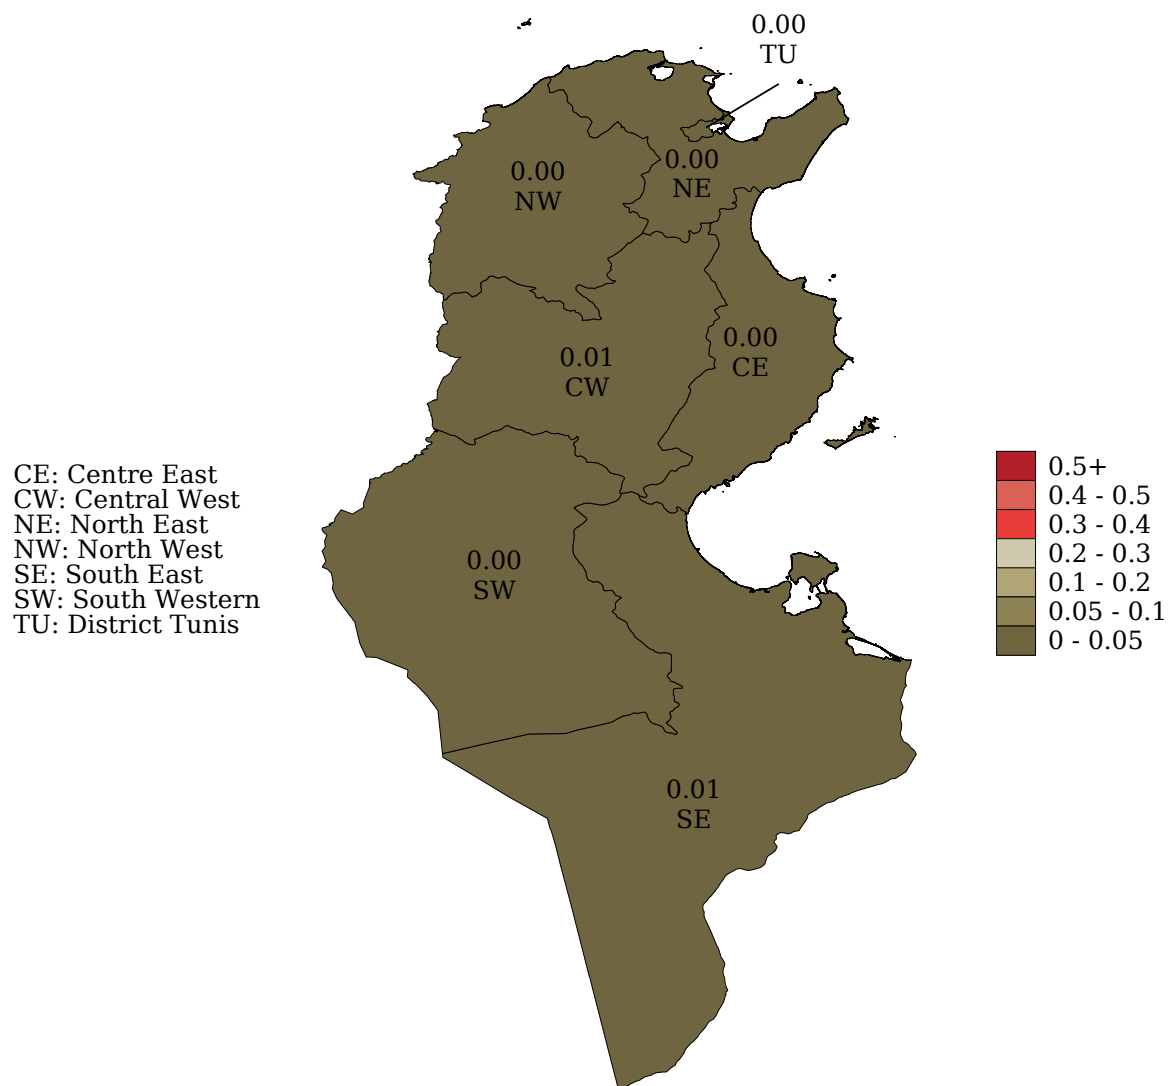 0.00
TU
0.00
NW
0.00
NE
0.00
CE
0.01
CW
CE: Centre East
CW: Central West
NE: North East
NW: North West
SE: South East
SW: South Western
TU: District Tunis
0.00
SW
0.01
SE
0.5+
0.4 - 0.5
0.3 - 0.4
0.2 - 0.3
0.1 - 0.2
0.05 - 0.1
0 - 0.05